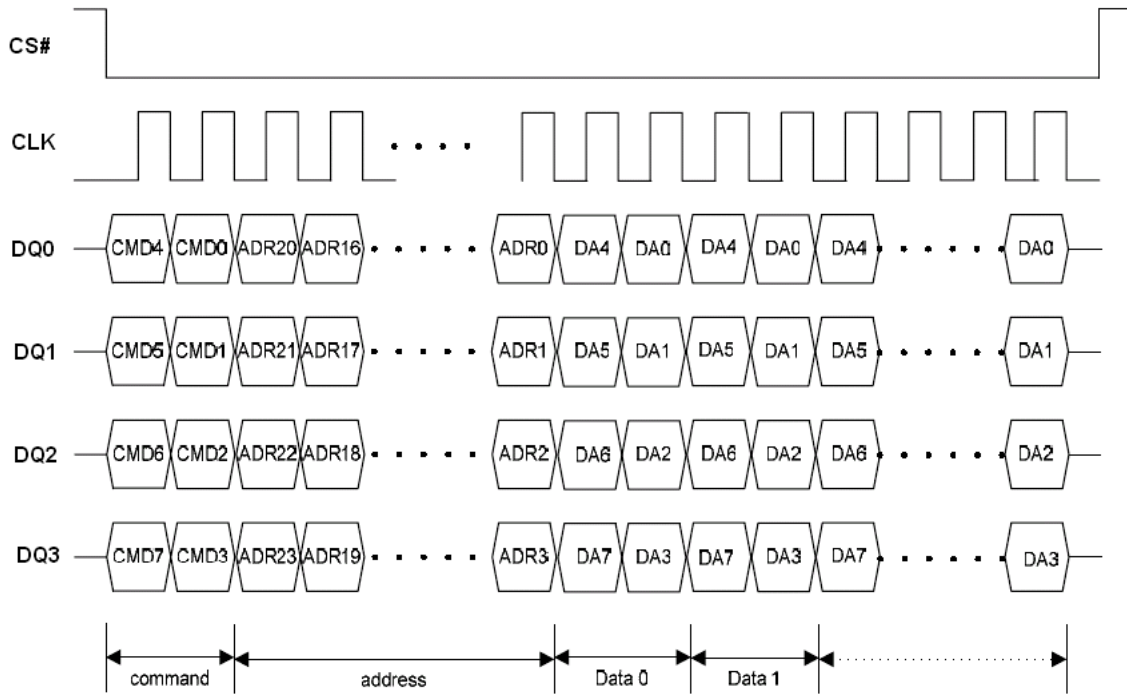 CS#
CLK
DQ0 CMD4 CMD0 ADR20 ADR16 ADR0 DA4 DA0 DA4 DA0 DA4 DA0
DQ1 CMD5 CMD1 ADR21 ADR17 ADR1 DA5 DA1 DA5 DA1 DA5 DA1
DQ2 CMD6 CMD2 ADR22 ADR18 ADR2 DA6 DA2 DA6 DA2 DA6 DA2
DQ3 CMD7 CMD3 ADR23 ADR19 ADR3 DA7 DA3 DA7 DA3 DA7 DA3
command address Data 0 Data 1